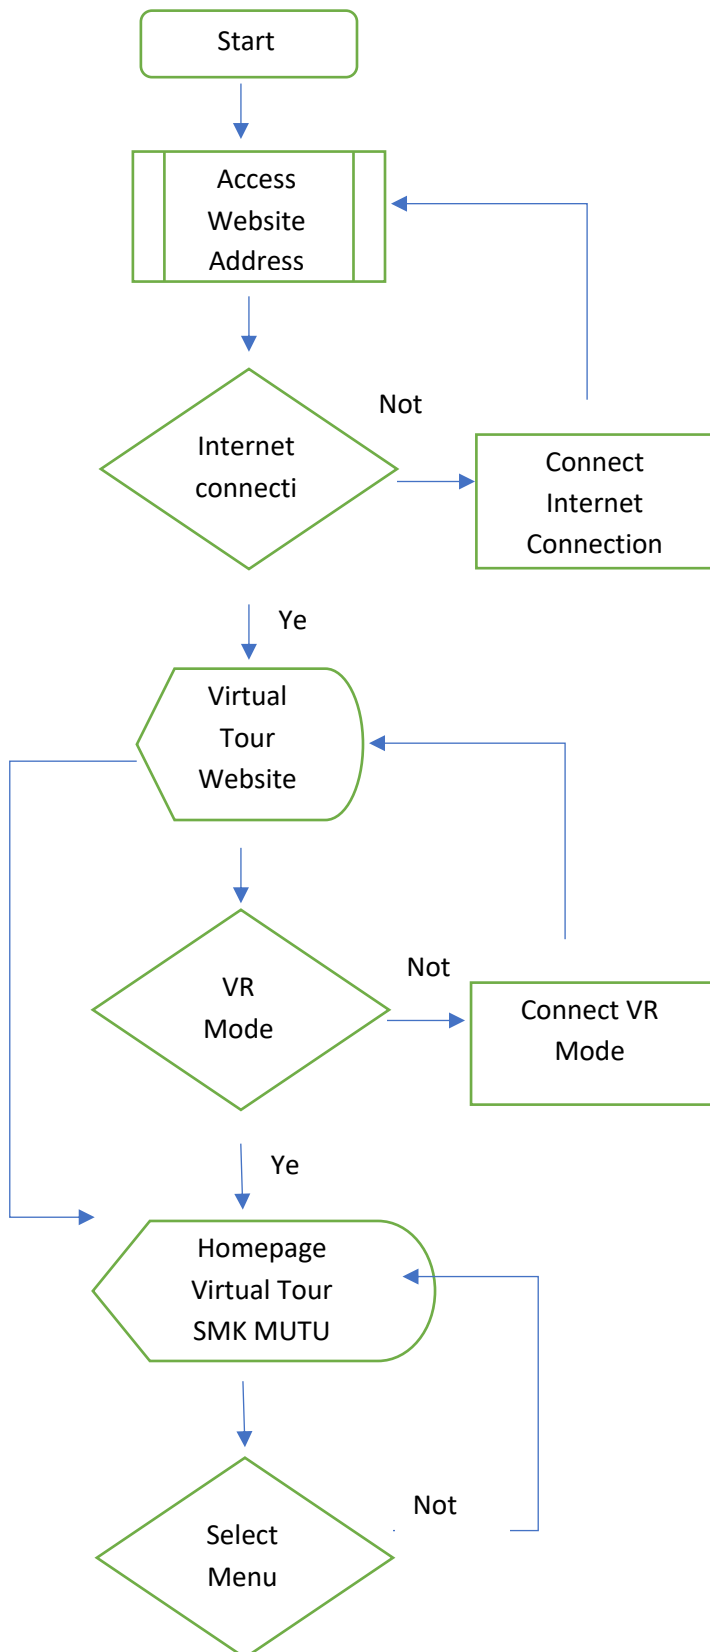 Start
Access
Website
Address
Not
Internet
connecti
Connect
Internet
Connection
Ye
Virtual
Tour
Website
Not
VR
Mode
Connect VR
Mode
Ye
Homepage
Virtual Tour
SMK MUTU
Not
Select
Menu